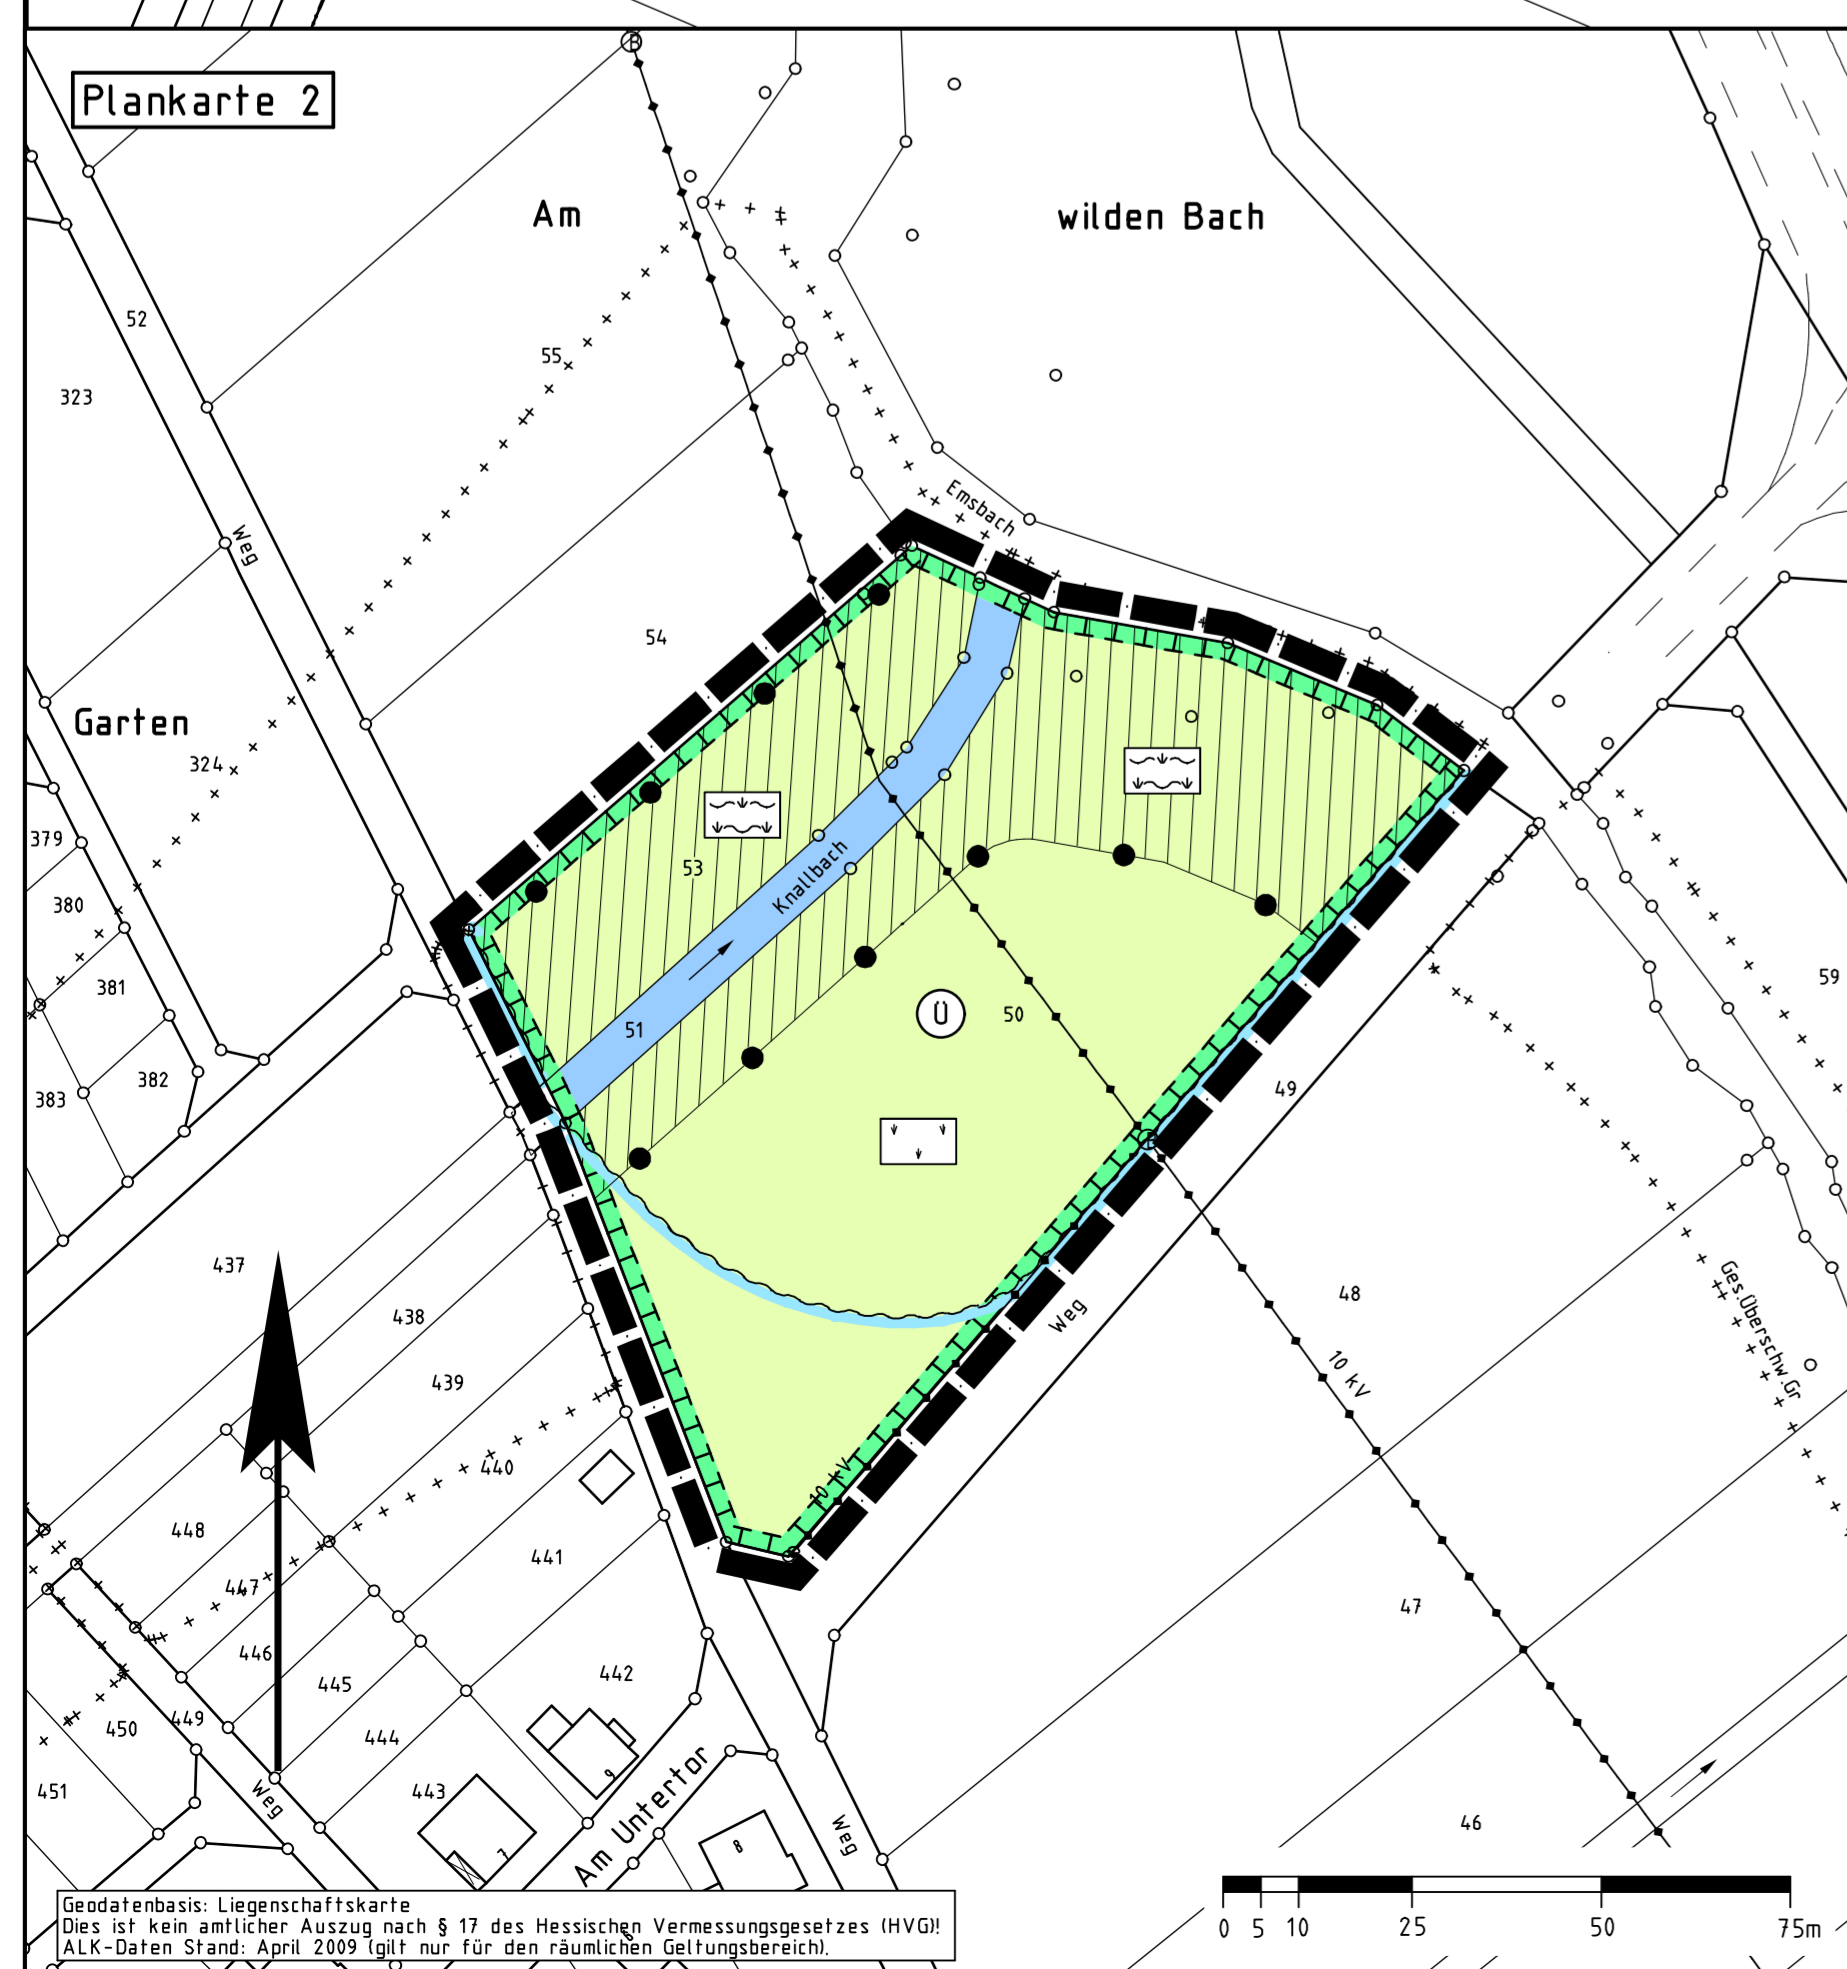 Plankarte 2
B
Am
wilden Bach
52
55
323
Weg
Emsbach
54
Garten
324
379
53
Knallbach
380
381
59
51
Ü
50
382
383
49
437
48
438
Weg
Ges.Überschw.Gr
10 kV
439
440
10 kV
448
441
447
47
446
442
445
449
450
444
Am Untertor
451
443
Weg
9
7
8
Weg
46
Geodatenbasis: Liegenschaftskarte
Dies ist kein amtlicher Auszug nach § 17 des Hessischen Vermessungsgesetzes (HVG)!
ALK-Daten Stand: April 2009 (gilt nur für den räumlichen Geltungsbereich).
0 5 10 25 50 75m